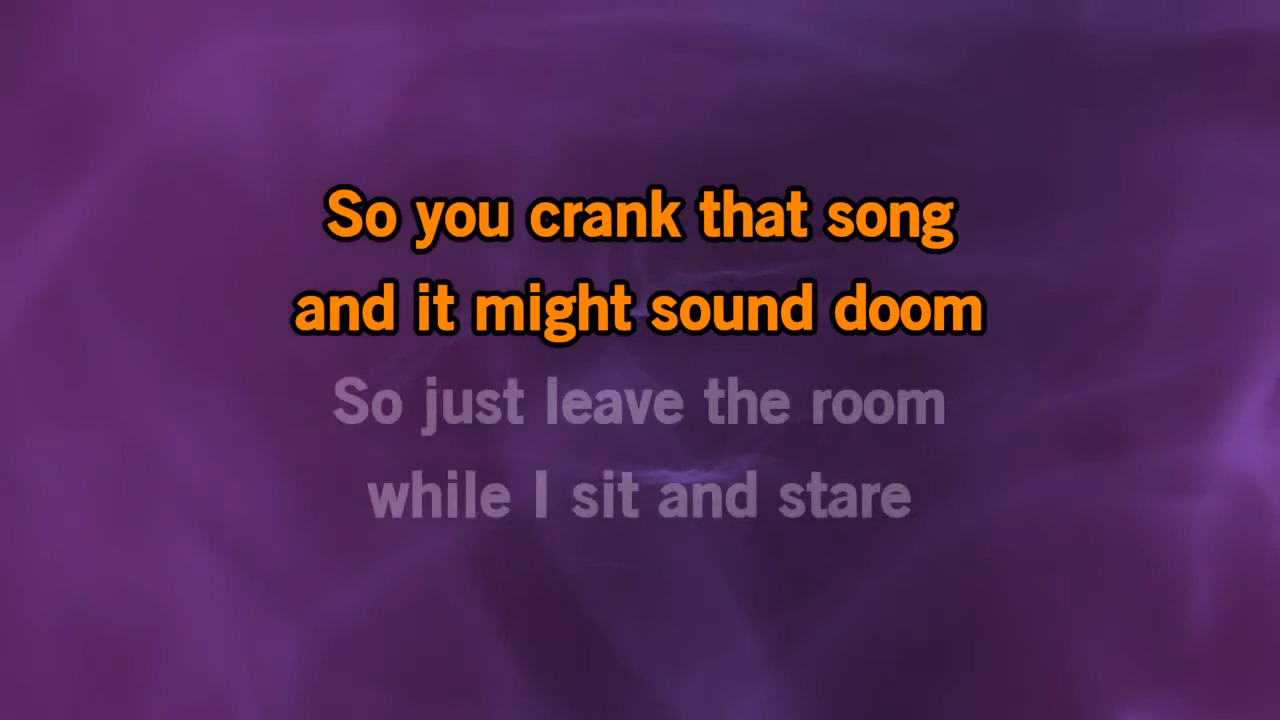 So you crank that song
and it might sound doom
So just leave the room
while I sit and stare